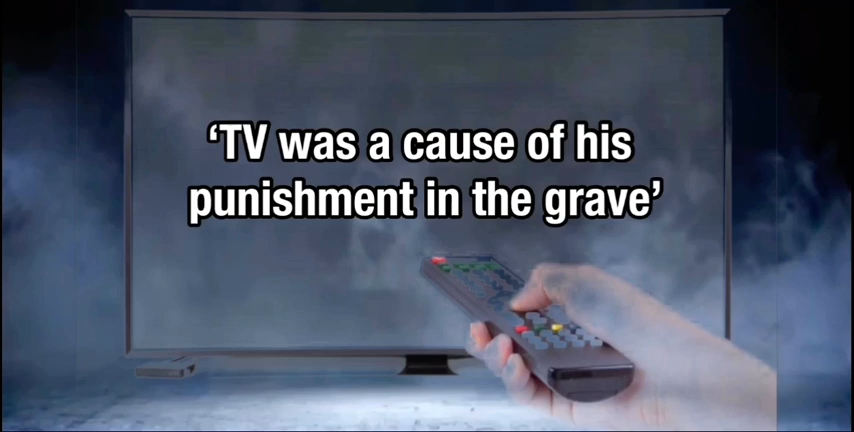 ‘TV was a cause of his
punishment in the grave’